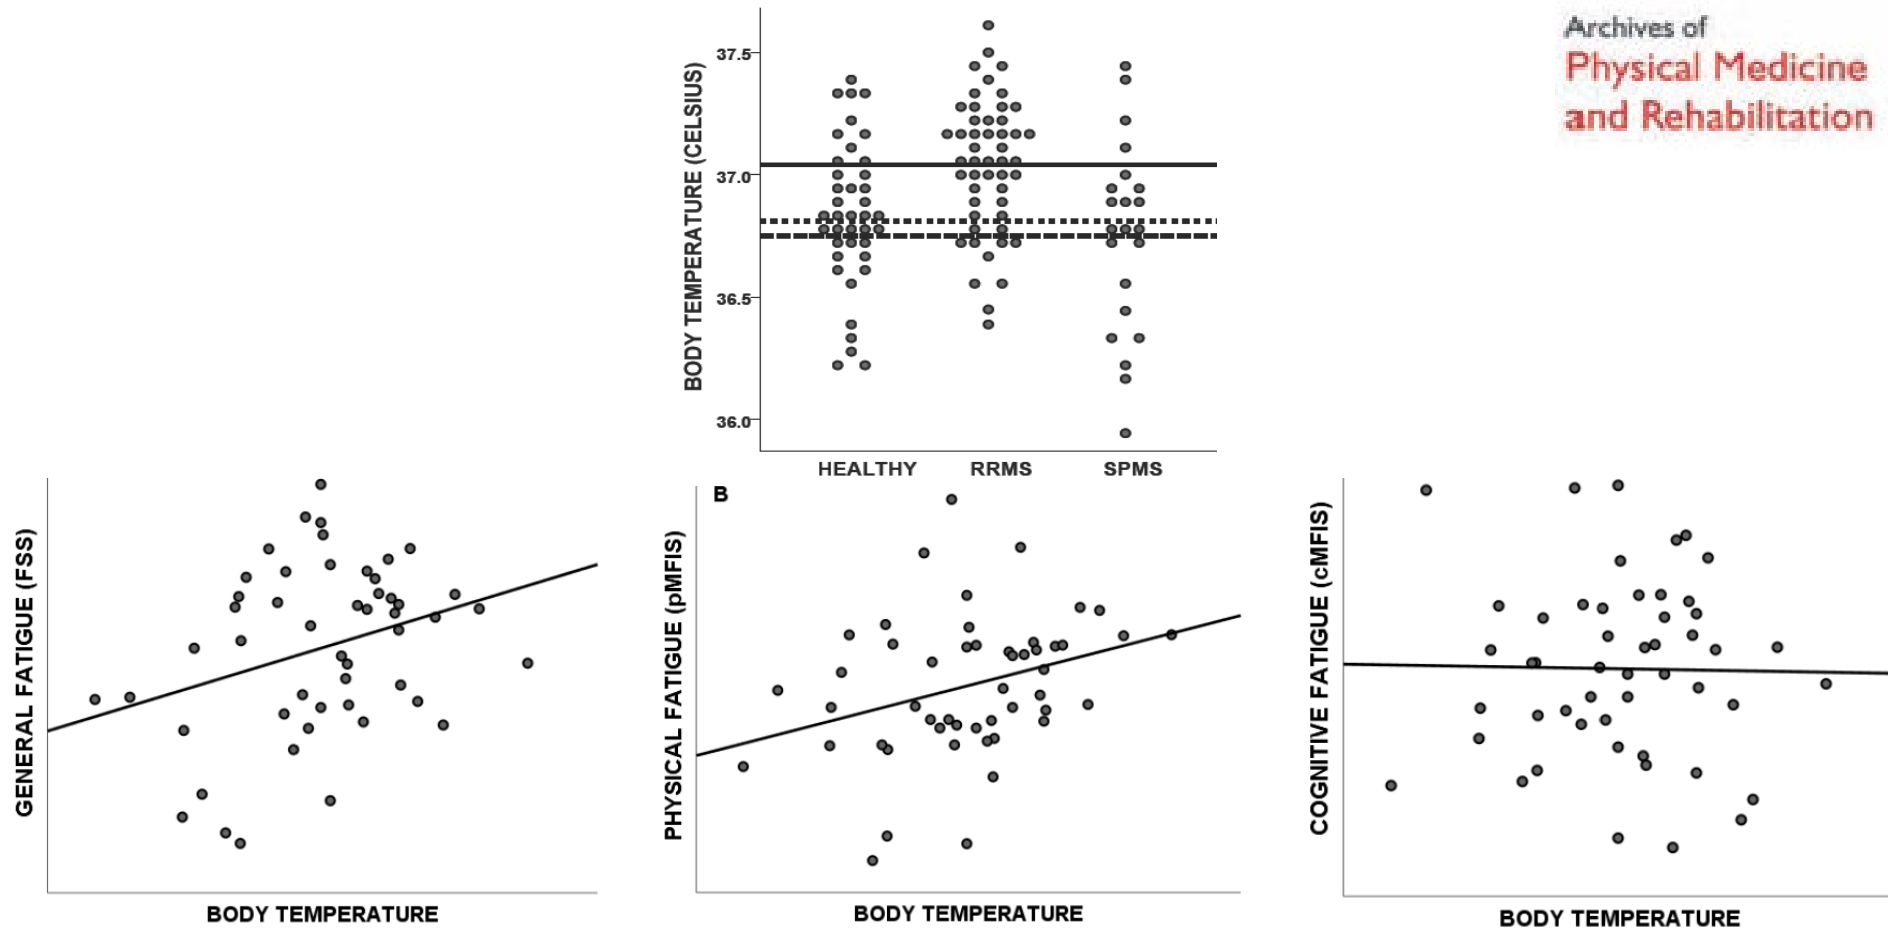 Archives of
Physical Medicine
and Rehabilitation
BODY TEMPERATURE (CELSIUS)
37.5
37.0
36.5
36.0
HEALTHY RRMS SPMS
GENERAL FATIGUE (FSS)
BODY TEMPERATURE
B
PHYSICAL FATIGUE (pMFIS)
BODY TEMPERATURE
COGNITIVE FATIGUE (cMFIS)
BODY TEMPERATURE